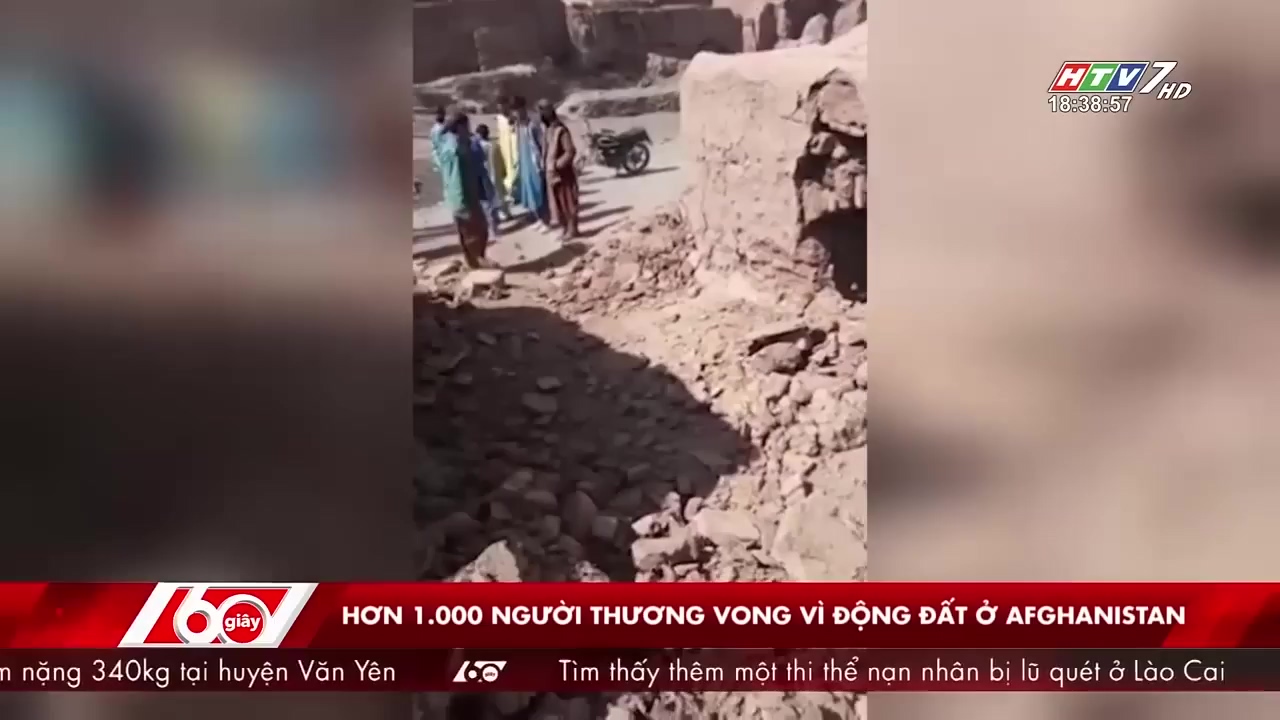 HTV7 HD
18:38:57
60 giây
HƠN 1.000 NGƯỜI THƯƠNG VONG VÌ ĐỘNG ĐẤT Ở AFGHANISTAN
nặng 340kg tại huyện Văn Yên 60 giây Tìm thấy thêm một thi thể nạn nhân bị lũ quét ở Lào Cai